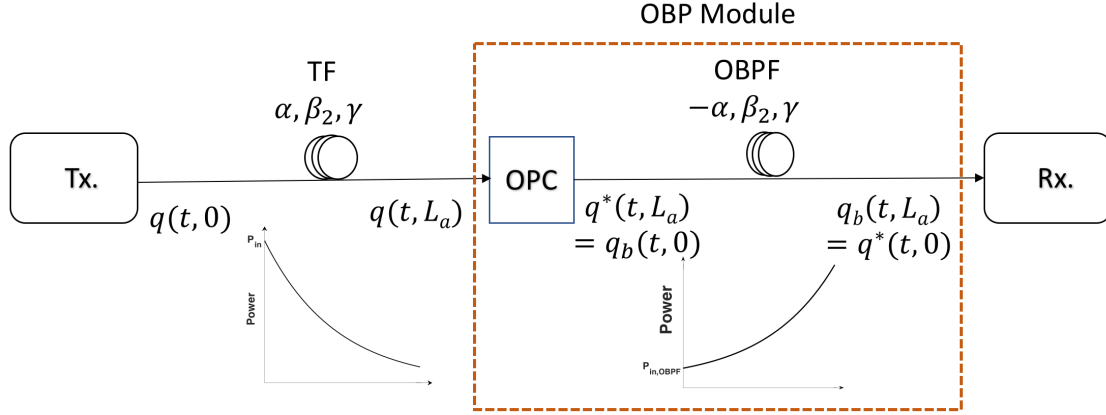 OBP Module
TF
α, β₂, γ
OBPF
−α, β₂, γ
Tx.
OPC
Rx.
q(t, 0)
q(t, Lₐ)
q*(t, Lₐ)
= q_b(t, 0)
q_b(t, Lₐ)
= q*(t, 0)
P_in
Power
Power
P_in,OBPF